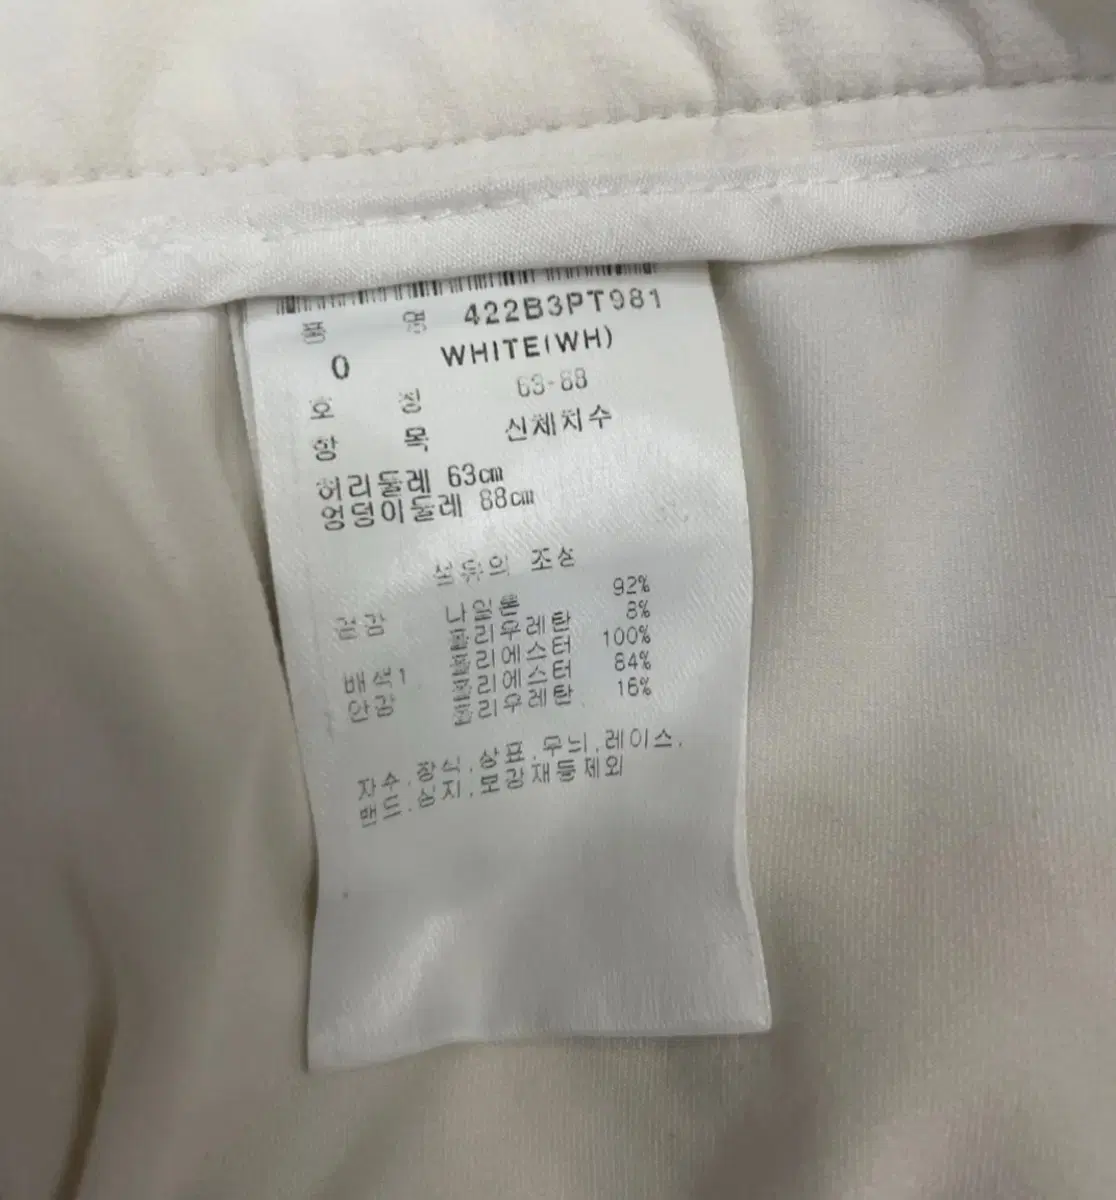 품 명 422B3PT981
0 WHITE(WH)
호 칭 63-88
항 목 신체치수
허리둘레 63㎝
엉덩이둘레 88㎝
섬유의 조성
겉감 나일론 92%
폴리우레탄 8%
배색1 폴리에스터 100%
안감 폴리에스터 84%
폴리우레탄 16%
자수.장식.상표.무늬.레이스.
밴드.심지.모강재등제외